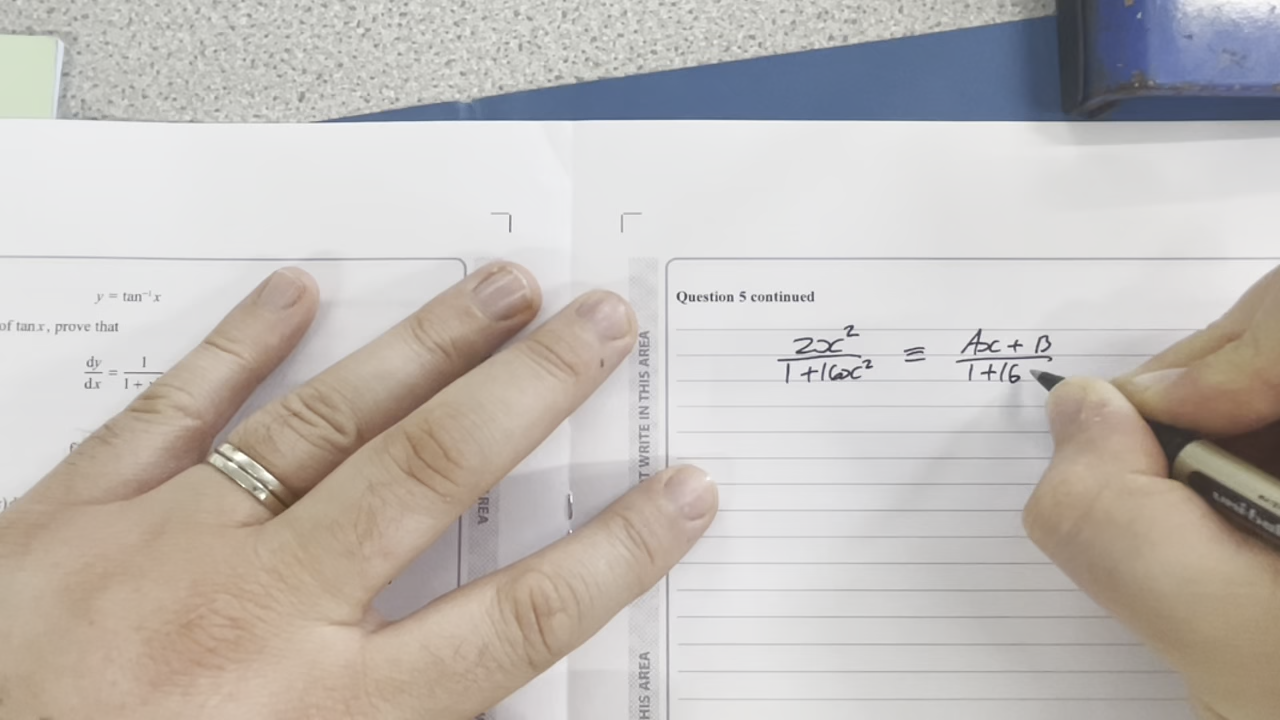 y = tan⁻¹x
of tan x, prove that
dy/dx = 1/1 +
REA
T WRITE IN THIS AREA
HIS AREA
Question 5 continued
2x²/1+16x² ≡ Ax + B/1+16